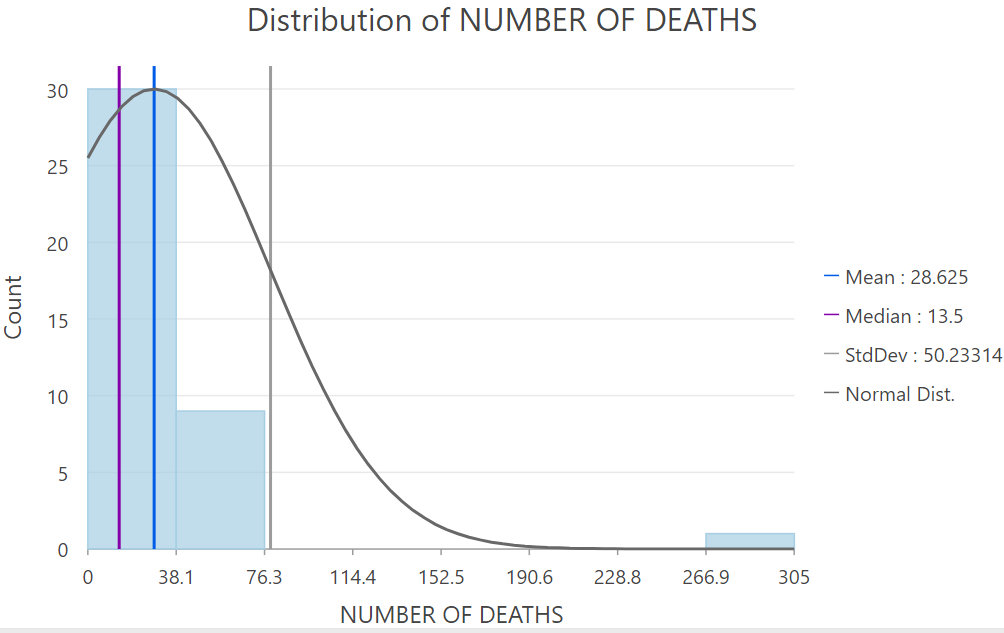 Distribution of NUMBER OF DEATHS
30
25
20
15
10
5
0
Count
0 38.1 76.3 114.4 152.5 190.6 228.8 266.9 305
NUMBER OF DEATHS
Mean : 28.625
Median : 13.5
StdDev : 50.23314
Normal Dist.